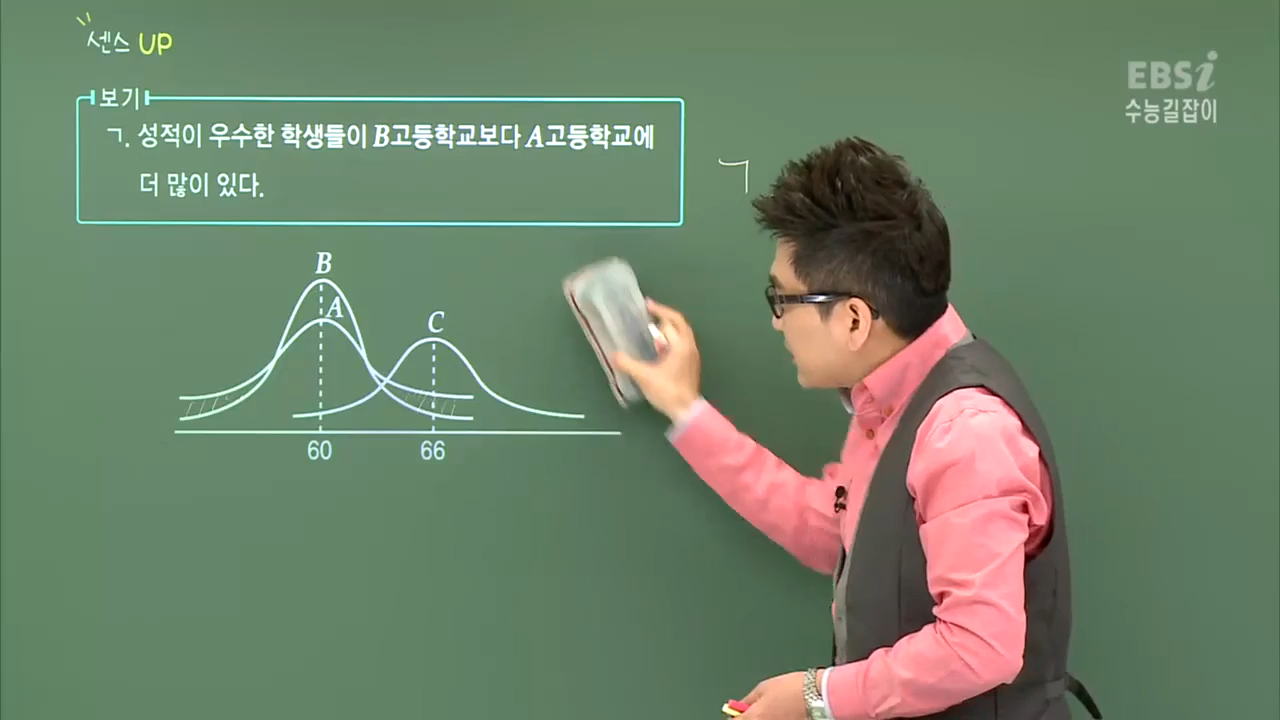 센스 UP
EBSi
수능길잡이
보기
ㄱ. 성적이 우수한 학생들이 B고등학교보다 A고등학교에
더 많이 있다.
ㄱ
B
A
C
60
66